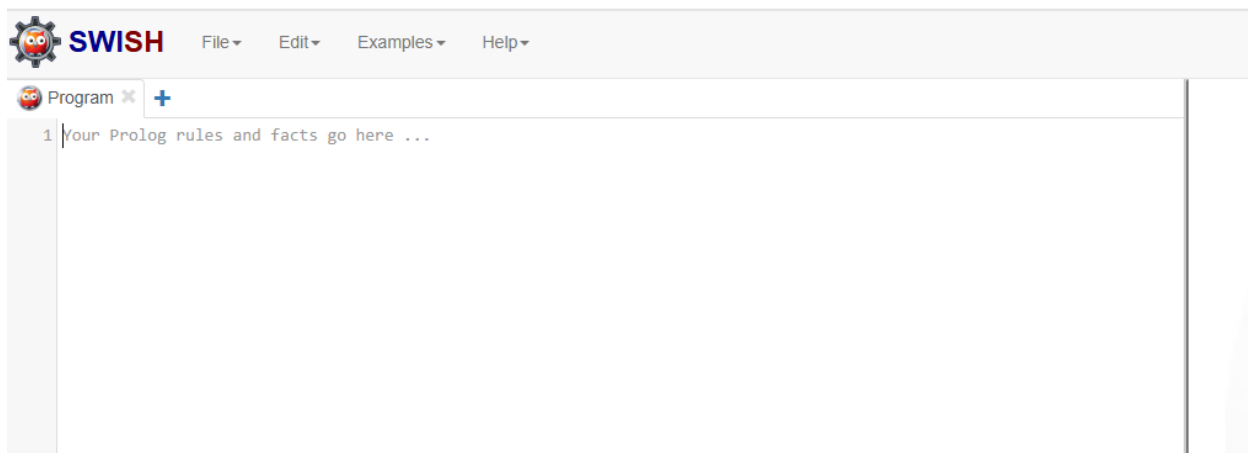 SWISH File Edit Examples Help
Program
1 Your Prolog rules and facts go here ...